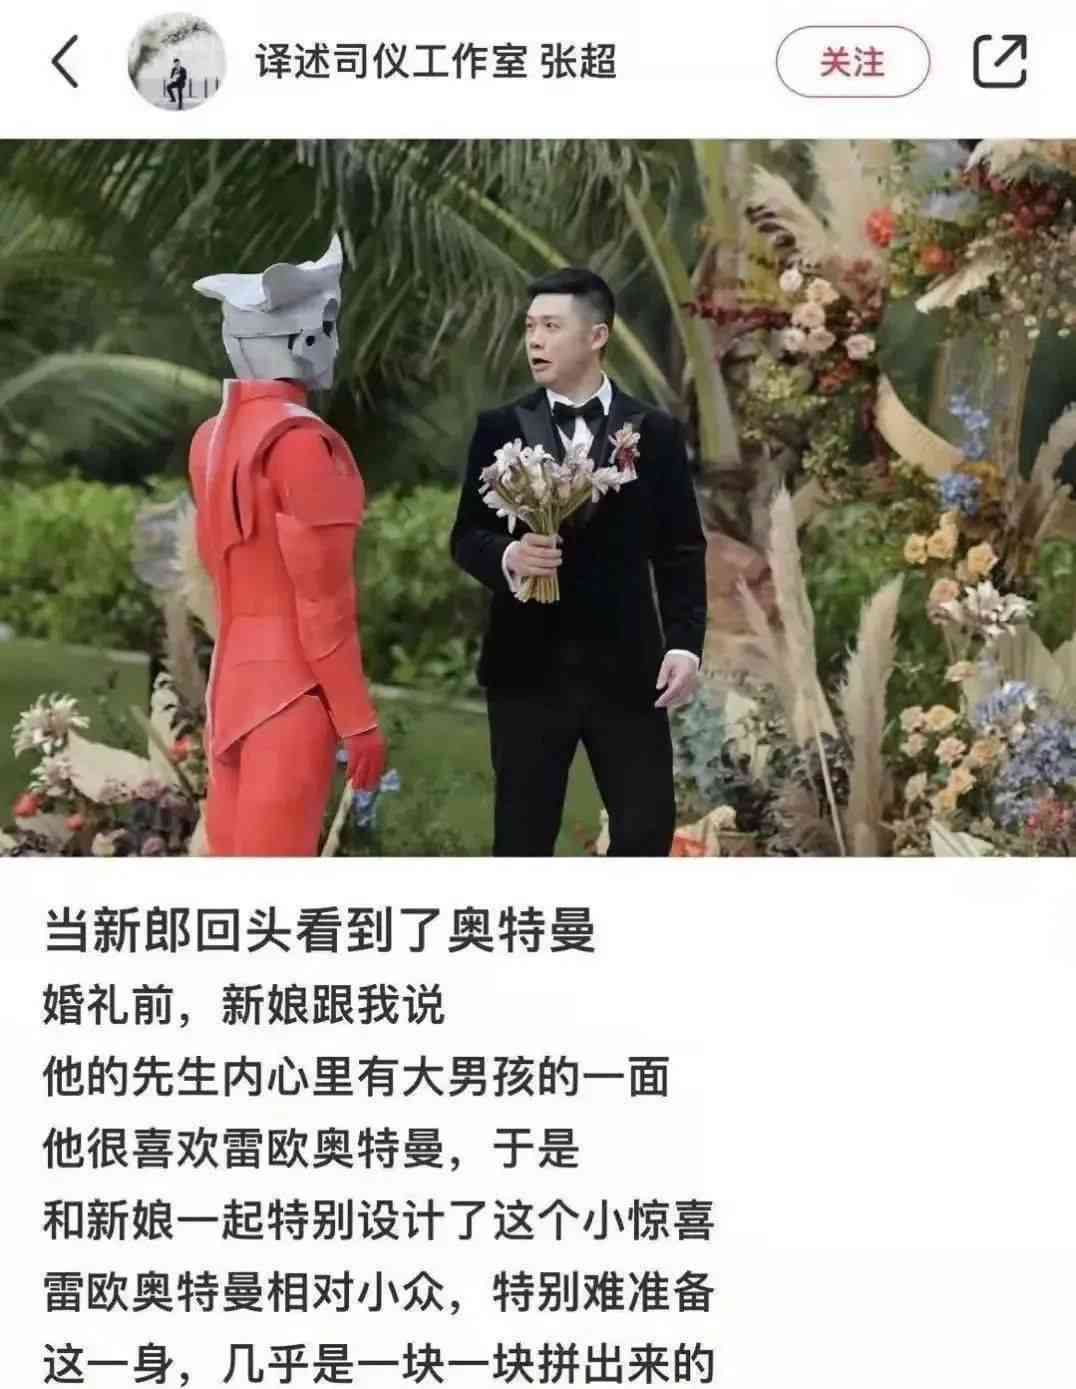 译述司仪工作室 张超
关注
当新郎回头看到了奥特曼
婚礼前，新娘跟我说
他的先生内心里有大男孩的一面
他很喜欢雷欧奥特曼，于是
和新娘一起特别设计了这个小惊喜
雷欧奥特曼相对小众，特别难准备
这一身，几乎是一块一块拼出来的